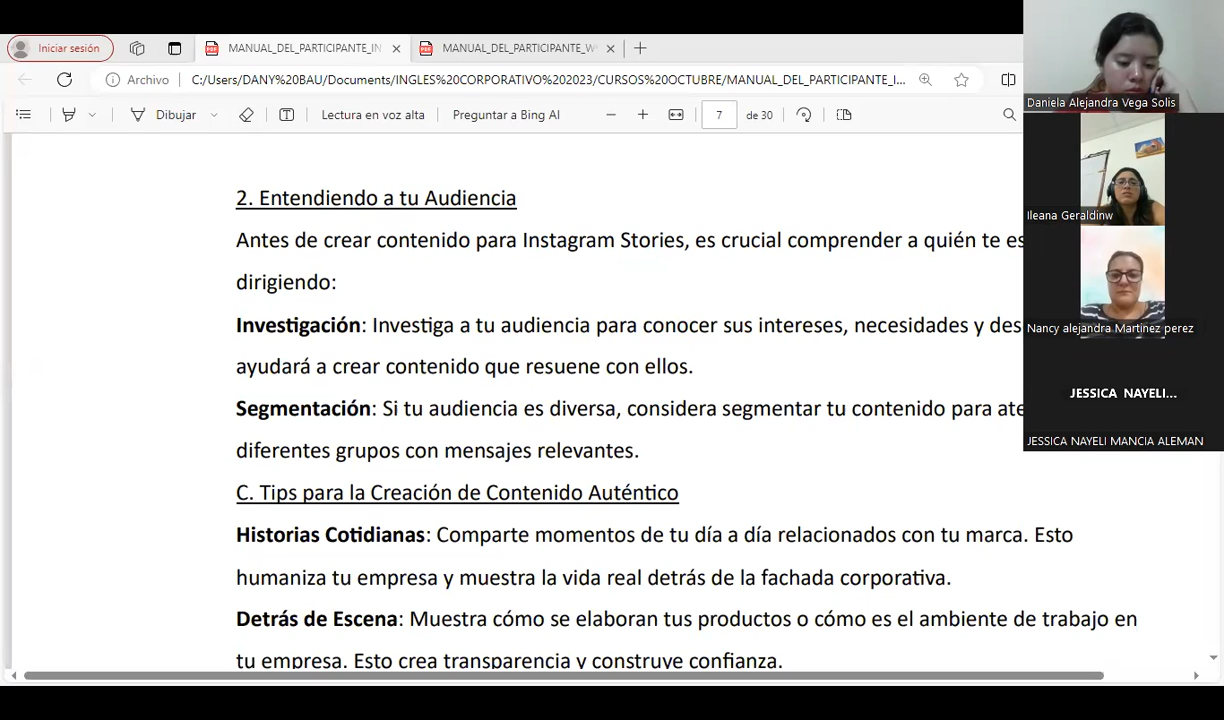 Iniciar sesión
MANUAL_DEL_PARTICIPANTE_IN
MANUAL_DEL_PARTICIPANTE_W
Archivo
C:/Users/DANY%20BAU/Documents/INGLES%20CORPORATIVO%202023/CURSOS%20OCTUBRE/MANUAL_DEL_PARTICIPANTE_I...
Dibujar
Lectura en voz alta
Preguntar a Bing AI
7
de 30
2. Entendiendo a tu Audiencia
Antes de crear contenido para Instagram Stories, es crucial comprender a quién te es
dirigiendo:
Investigación: Investiga a tu audiencia para conocer sus intereses, necesidades y des
ayudará a crear contenido que resuene con ellos.
Segmentación: Si tu audiencia es diversa, considera segmentar tu contenido para ate
diferentes grupos con mensajes relevantes.
C. Tips para la Creación de Contenido Auténtico
Historias Cotidianas: Comparte momentos de tu día a día relacionados con tu marca. Esto
humaniza tu empresa y muestra la vida real detrás de la fachada corporativa.
Detrás de Escena: Muestra cómo se elaboran tus productos o cómo es el ambiente de trabajo en
tu empresa. Esto crea transparencia y construye confianza.
Daniela Alejandra Vega Solis
Ileana Geraldinw
Nancy alejandra Martinez perez
JESSICA NAYELI...
JESSICA NAYELI MANCIA ALEMAN